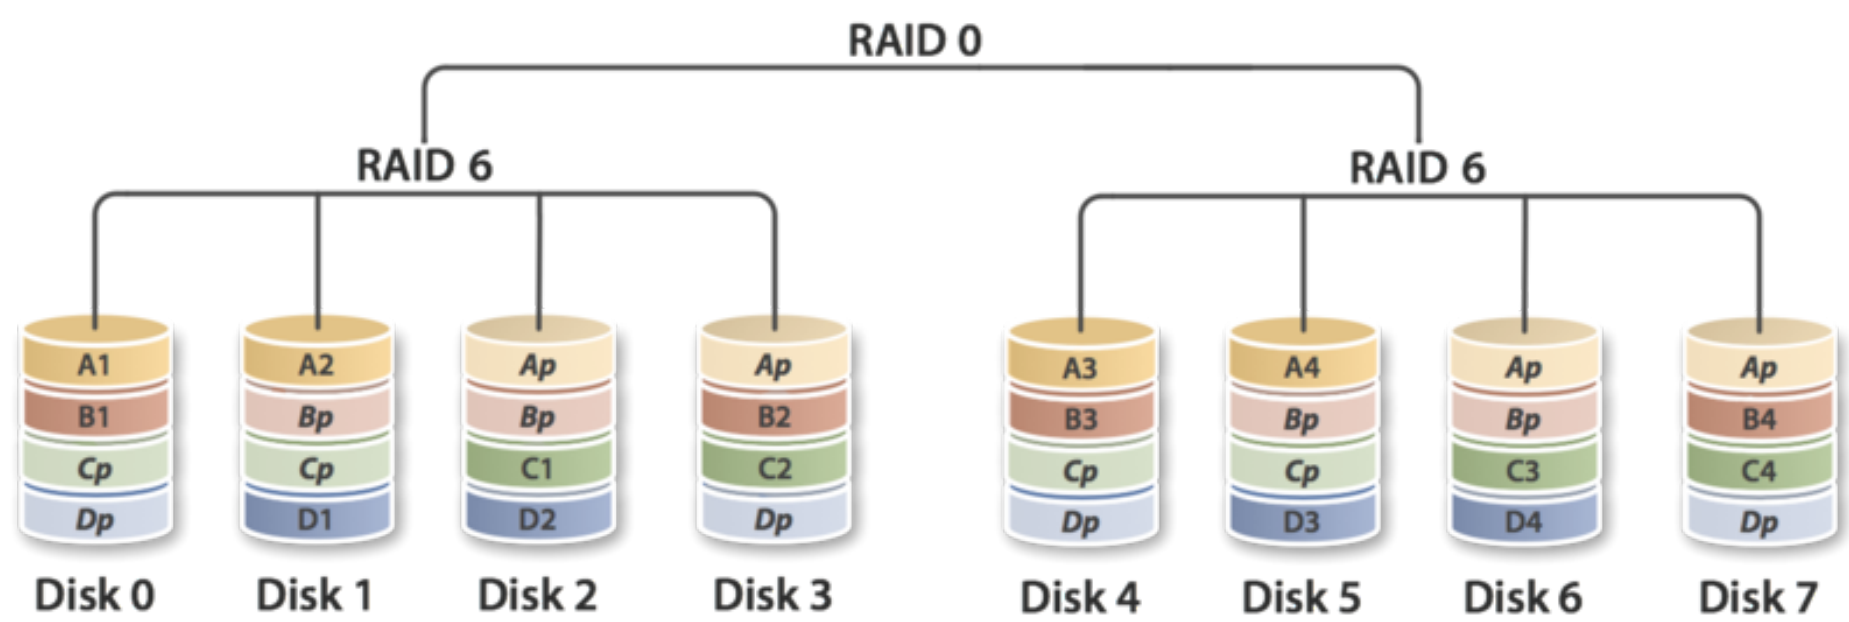 RAID 0
RAID 6 RAID 6
A1 A2 Ap Ap A3 A4 Ap Ap
B1 Bp Bp B2 B3 Bp Bp B4
Cp Cp C1 C2 Cp Cp C3 C4
Dp D1 D2 Dp Dp D3 D4 Dp
Disk 0 Disk 1 Disk 2 Disk 3 Disk 4 Disk 5 Disk 6 Disk 7